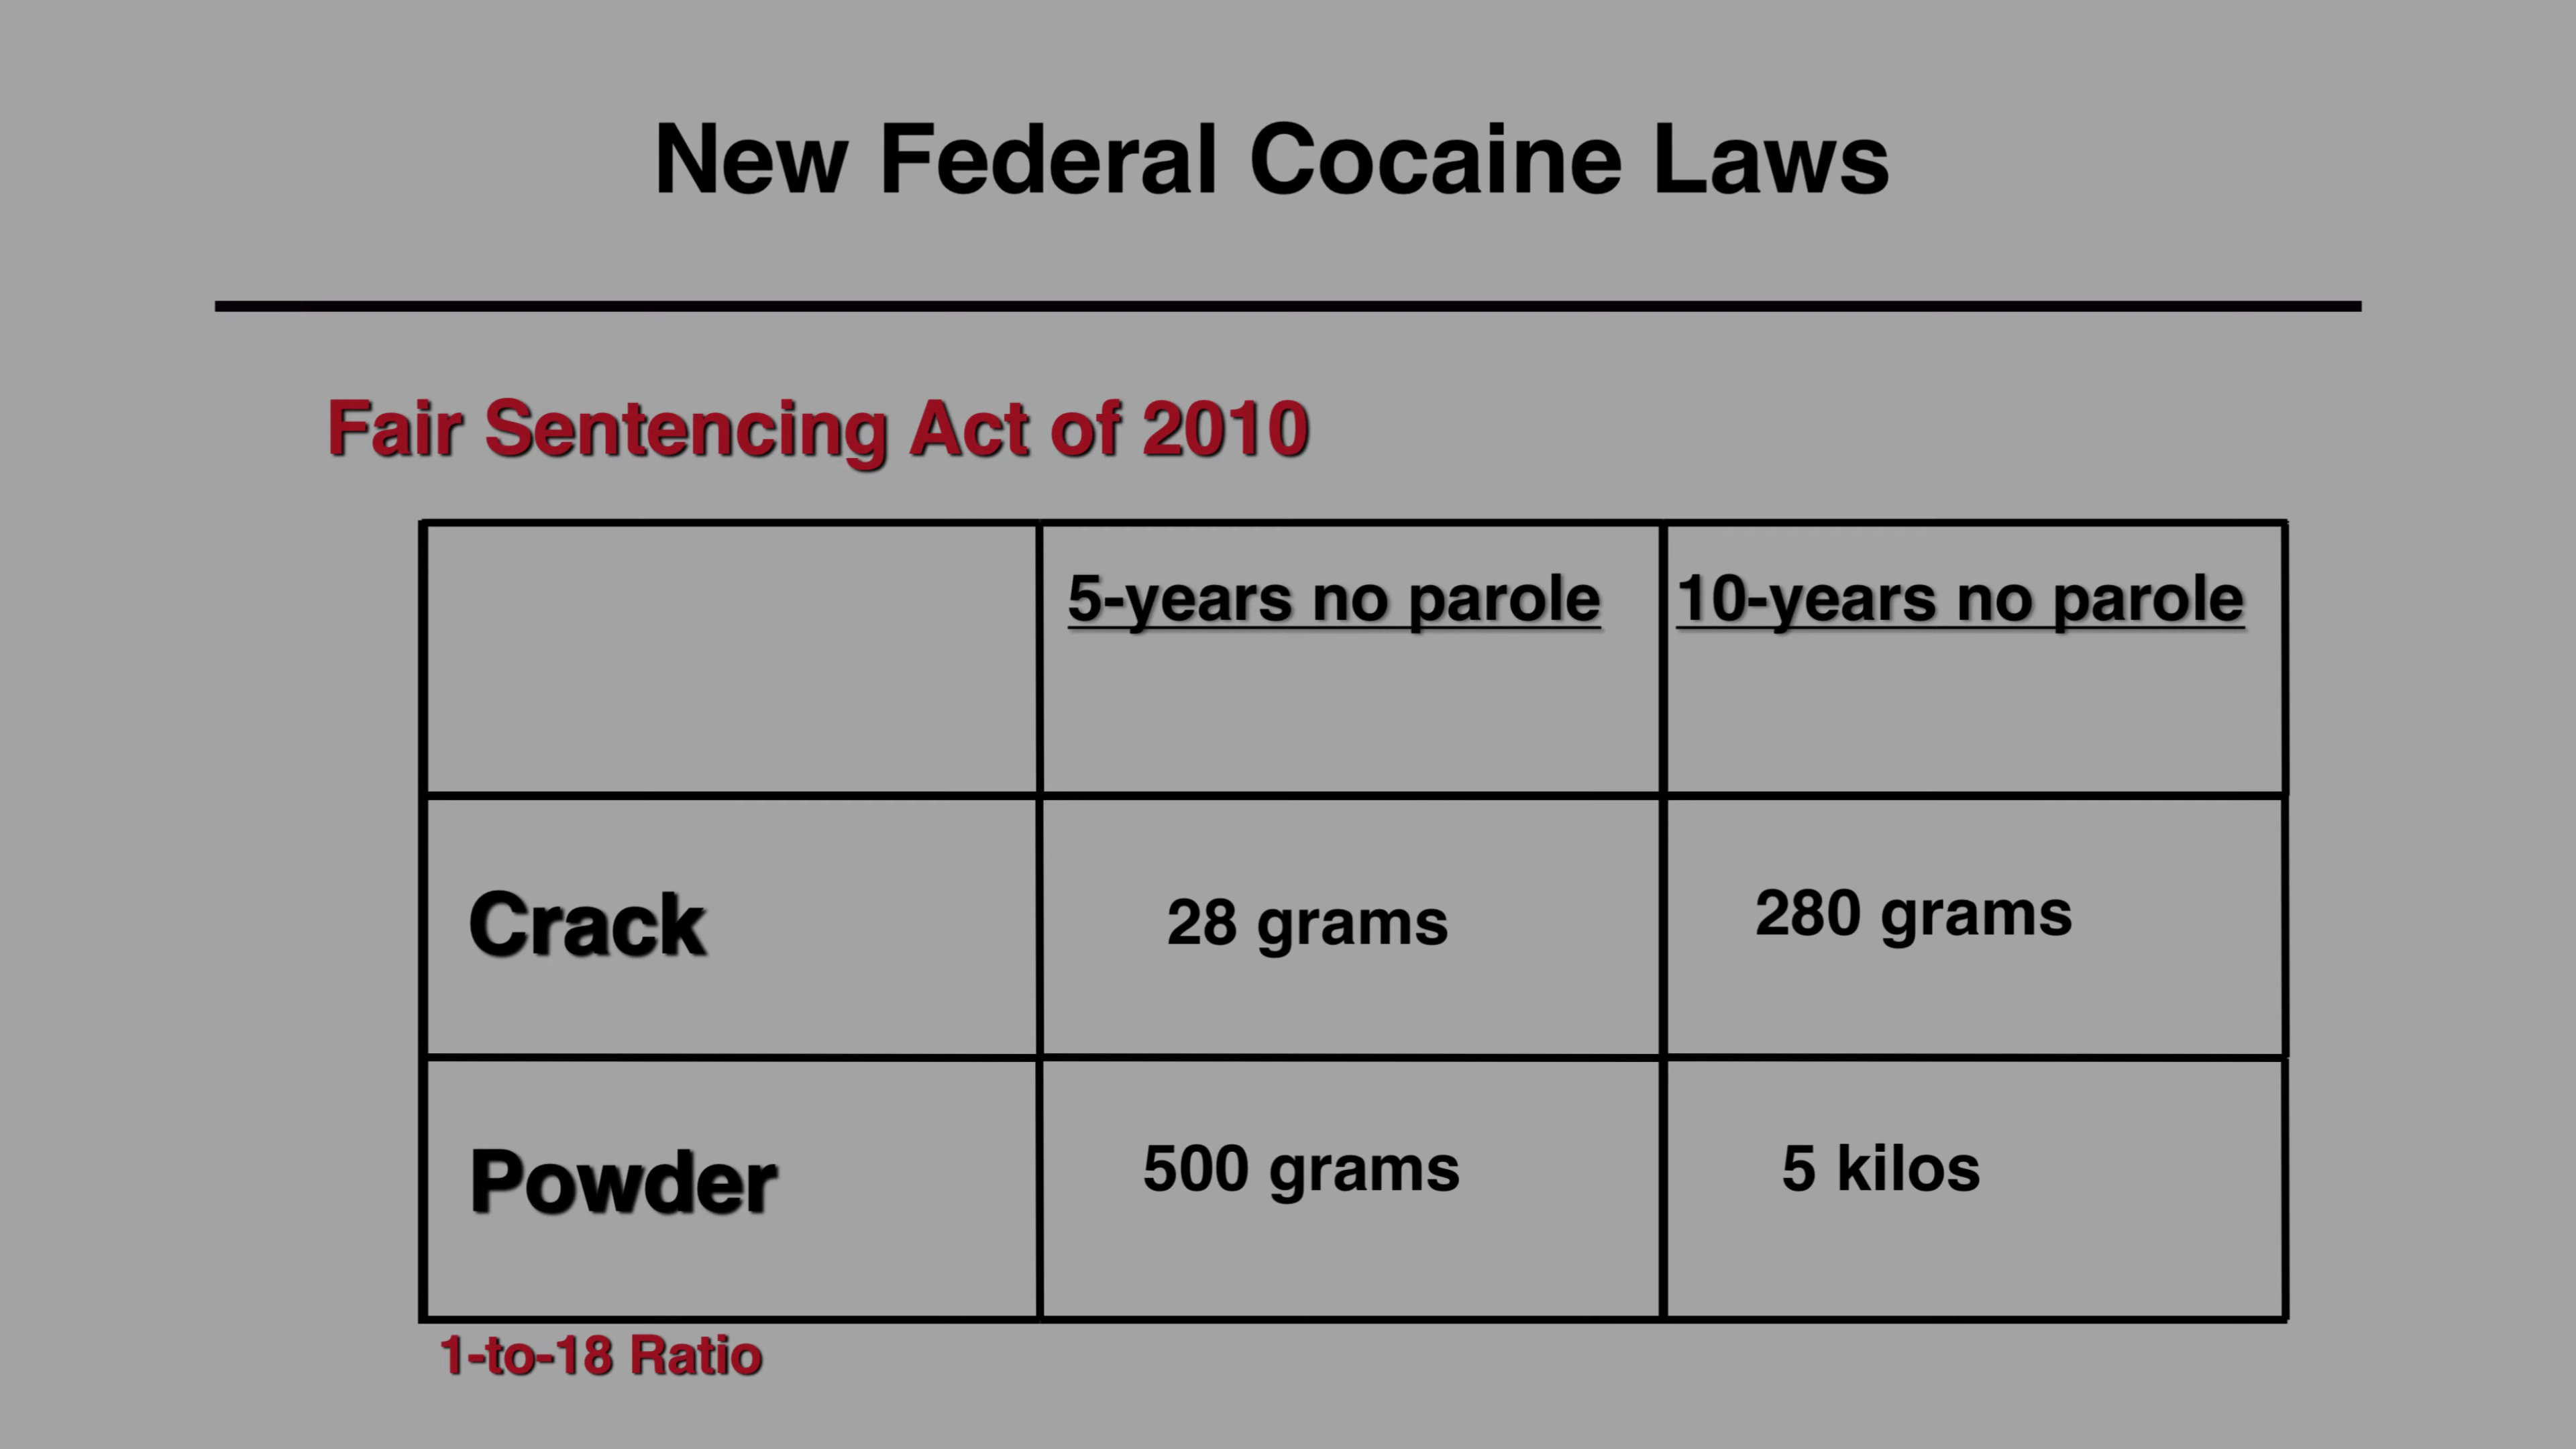 New Federal Cocaine Laws
Fair Sentencing Act of 2010
5-years no parole 10-years no parole
Crack 28 grams 280 grams
Powder 500 grams 5 kilos
1-to-18 Ratio